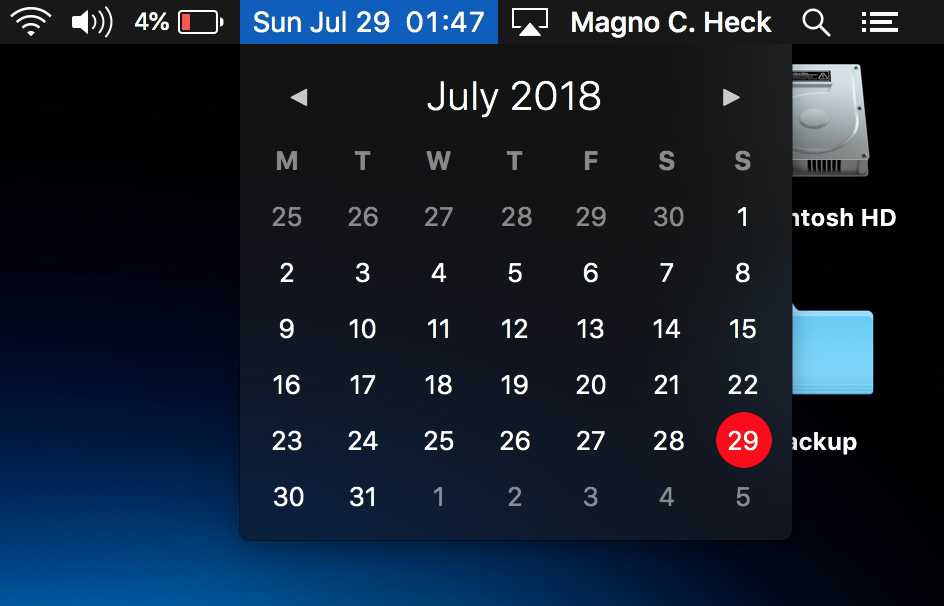 4% Sun Jul 29 01:47 Magno C. Heck
July 2018
M T W T F S S
25 26 27 28 29 30 1
ntosh HD
2 3 4 5 6 7 8
9 10 11 12 13 14 15
16 17 18 19 20 21 22
23 24 25 26 27 28 29
ackup
30 31 1 2 3 4 5